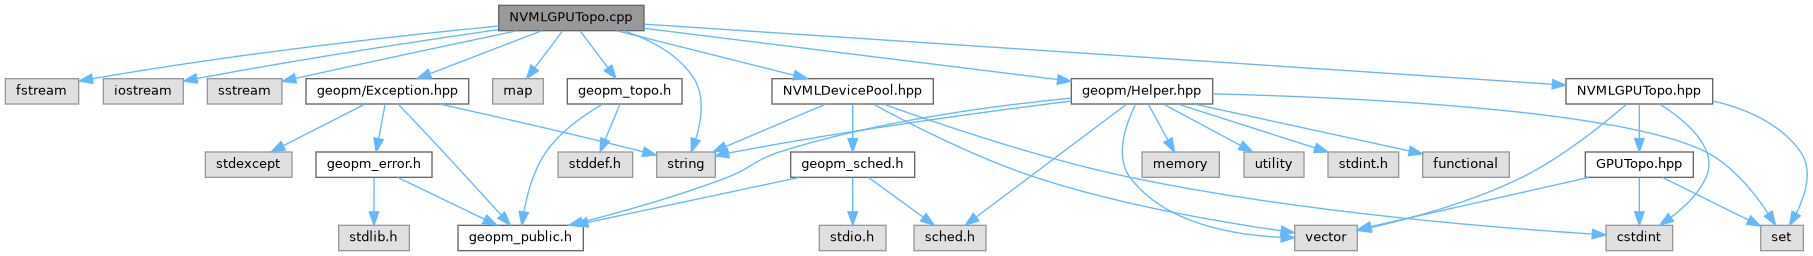 NVMLGPUTopo.cpp
fstream
iostream
sstream
geopm/Exception.hpp
map
geopm_topo.h
NVMLDevicePool.hpp
geopm/Helper.hpp
NVMLGPUTopo.hpp
stdexcept
geopm_error.h
stddef.h
string
geopm_sched.h
memory
utility
stdint.h
functional
GPUTopo.hpp
stdlib.h
geopm_public.h
stdio.h
sched.h
vector
cstdint
set